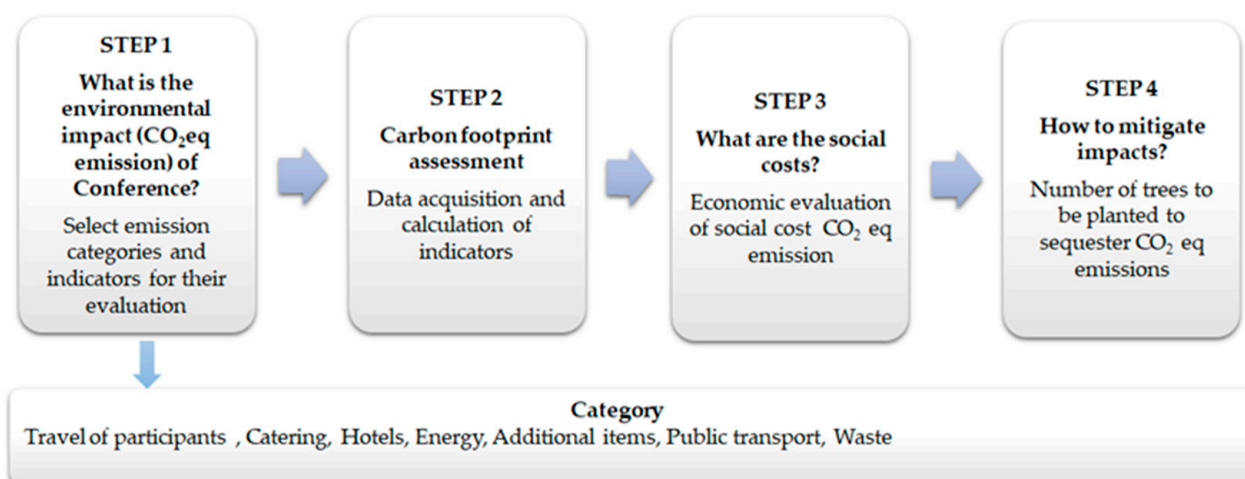 STEP 1
What is the
environmental
impact (CO₂eq
emission) of
Conference?
Select emission
categories and
indicators for their
evaluation
STEP 2
Carbon footprint
assessment
Data acquisition and
calculation of
indicators
STEP 3
What are the social
costs?
Economic evaluation
of social cost CO₂ eq
emission
STEP 4
How to mitigate
impacts?
Number of trees to
be planted to
sequester CO₂ eq
emissions
Category
Travel of participants , Catering, Hotels, Energy, Additional items, Public transport, Waste